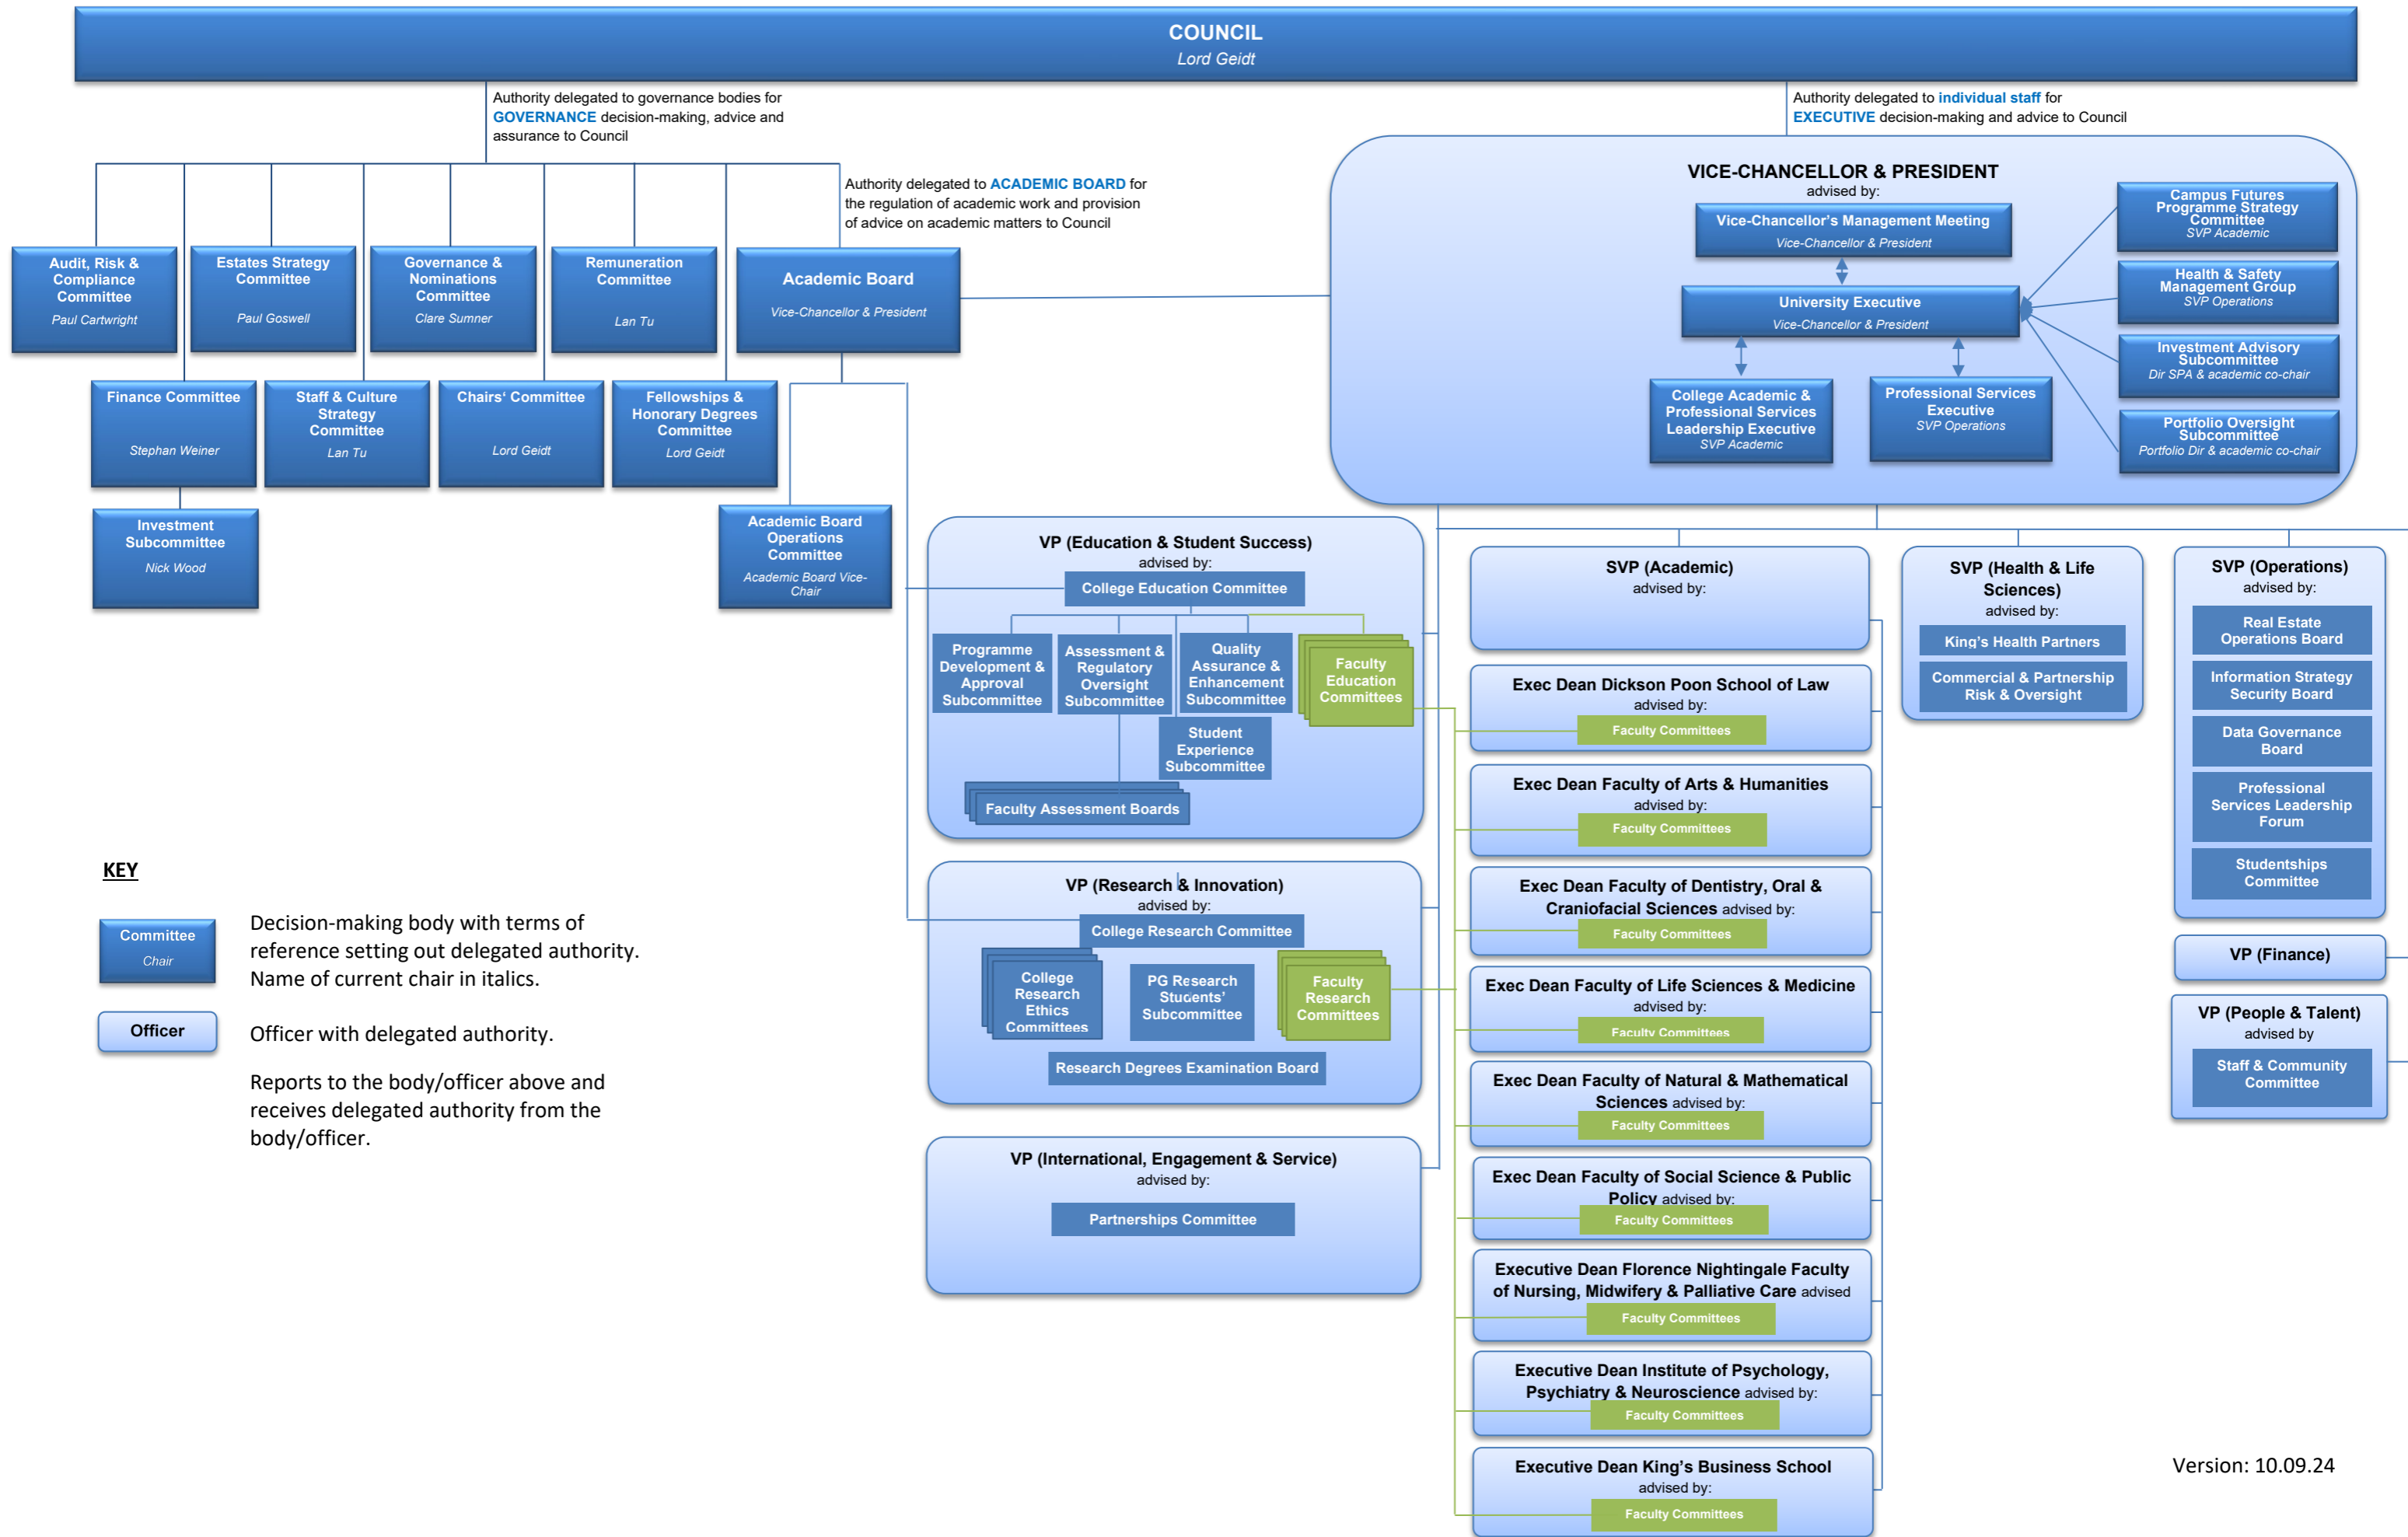 COUNCIL
Lord Geidt
Authority delegated to governance bodies for
GOVERNANCE decision-making, advice and
assurance to Council
Authority delegated to individual staff for
EXECUTIVE decision-making and advice to Council
Authority delegated to ACADEMIC BOARD for
the regulation of academic work and provision
of advice on academic matters to Council
Audit, Risk &
Compliance
Committee
Paul Cartwright
Estates Strategy
Committee
Paul Goswell
Governance &
Nominations
Committee
Clare Sumner
Remuneration
Committee
Lan Tu
Academic Board
Vice-Chancellor & President
Finance Committee
Stephan Weiner
Staff & Culture
Strategy
Committee
Lan Tu
Chairs' Committee
Lord Geidt
Fellowships &
Honorary Degrees
Committee
Lord Geidt
Investment
Subcommittee
Nick Wood
Academic Board
Operations
Committee
Academic Board Vice-
Chair
VICE-CHANCELLOR & PRESIDENT
advised by:
Vice-Chancellor's Management Meeting
Vice-Chancellor & President
University Executive
Vice-Chancellor & President
College Academic &
Professional Services
Leadership Executive
SVP Academic
Professional Services
Executive
SVP Operations
Campus Futures
Programme Strategy
Committee
SVP Academic
Health & Safety
Management Group
SVP Operations
Investment Advisory
Subcommittee
Dir SPA & academic co-chair
Portfolio Oversight
Subcommittee
Portfolio Dir & academic co-chair
VP (Education & Student Success)
advised by:
College Education Committee
Programme
Development &
Approval
Subcommittee
Assessment &
Regulatory
Oversight
Subcommittee
Quality
Assurance &
Enhancement
Subcommittee
Faculty
Education
Committees
Student
Experience
Subcommittee
Faculty Assessment Boards
VP (Research & Innovation)
advised by:
College Research Committee
College
Research
Ethics
Committees
PG Research
Students'
Subcommittee
Faculty
Research
Committees
Research Degrees Examination Board
VP (International, Engagement & Service)
advised by:
Partnerships Committee
SVP (Academic)
advised by:
Exec Dean Dickson Poon School of Law
advised by:
Faculty Committees
Exec Dean Faculty of Arts & Humanities
advised by:
Faculty Committees
Exec Dean Faculty of Dentistry, Oral &
Craniofacial Sciences advised by:
Faculty Committees
Exec Dean Faculty of Life Sciences & Medicine
advised by:
Faculty Committees
Exec Dean Faculty of Natural & Mathematical
Sciences advised by:
Faculty Committees
Exec Dean Faculty of Social Science & Public
Policy advised by:
Faculty Committees
Executive Dean Florence Nightingale Faculty
of Nursing, Midwifery & Palliative Care advised
Faculty Committees
Executive Dean Institute of Psychology,
Psychiatry & Neuroscience advised by:
Faculty Committees
Executive Dean King's Business School
advised by:
Faculty Committees
SVP (Health & Life
Sciences)
advised by:
King's Health Partners
Commercial & Partnership
Risk & Oversight
SVP (Operations)
advised by:
Real Estate
Operations Board
Information Strategy
Security Board
Data Governance
Board
Professional
Services Leadership
Forum
Studentships
Committee
VP (Finance)
VP (People & Talent)
advised by
Staff & Community
Committee
KEY
Committee
Chair
Decision-making body with terms of
reference setting out delegated authority.
Name of current chair in italics.
Officer
Officer with delegated authority.
Reports to the body/officer above and
receives delegated authority from the
body/officer.
Version: 10.09.24